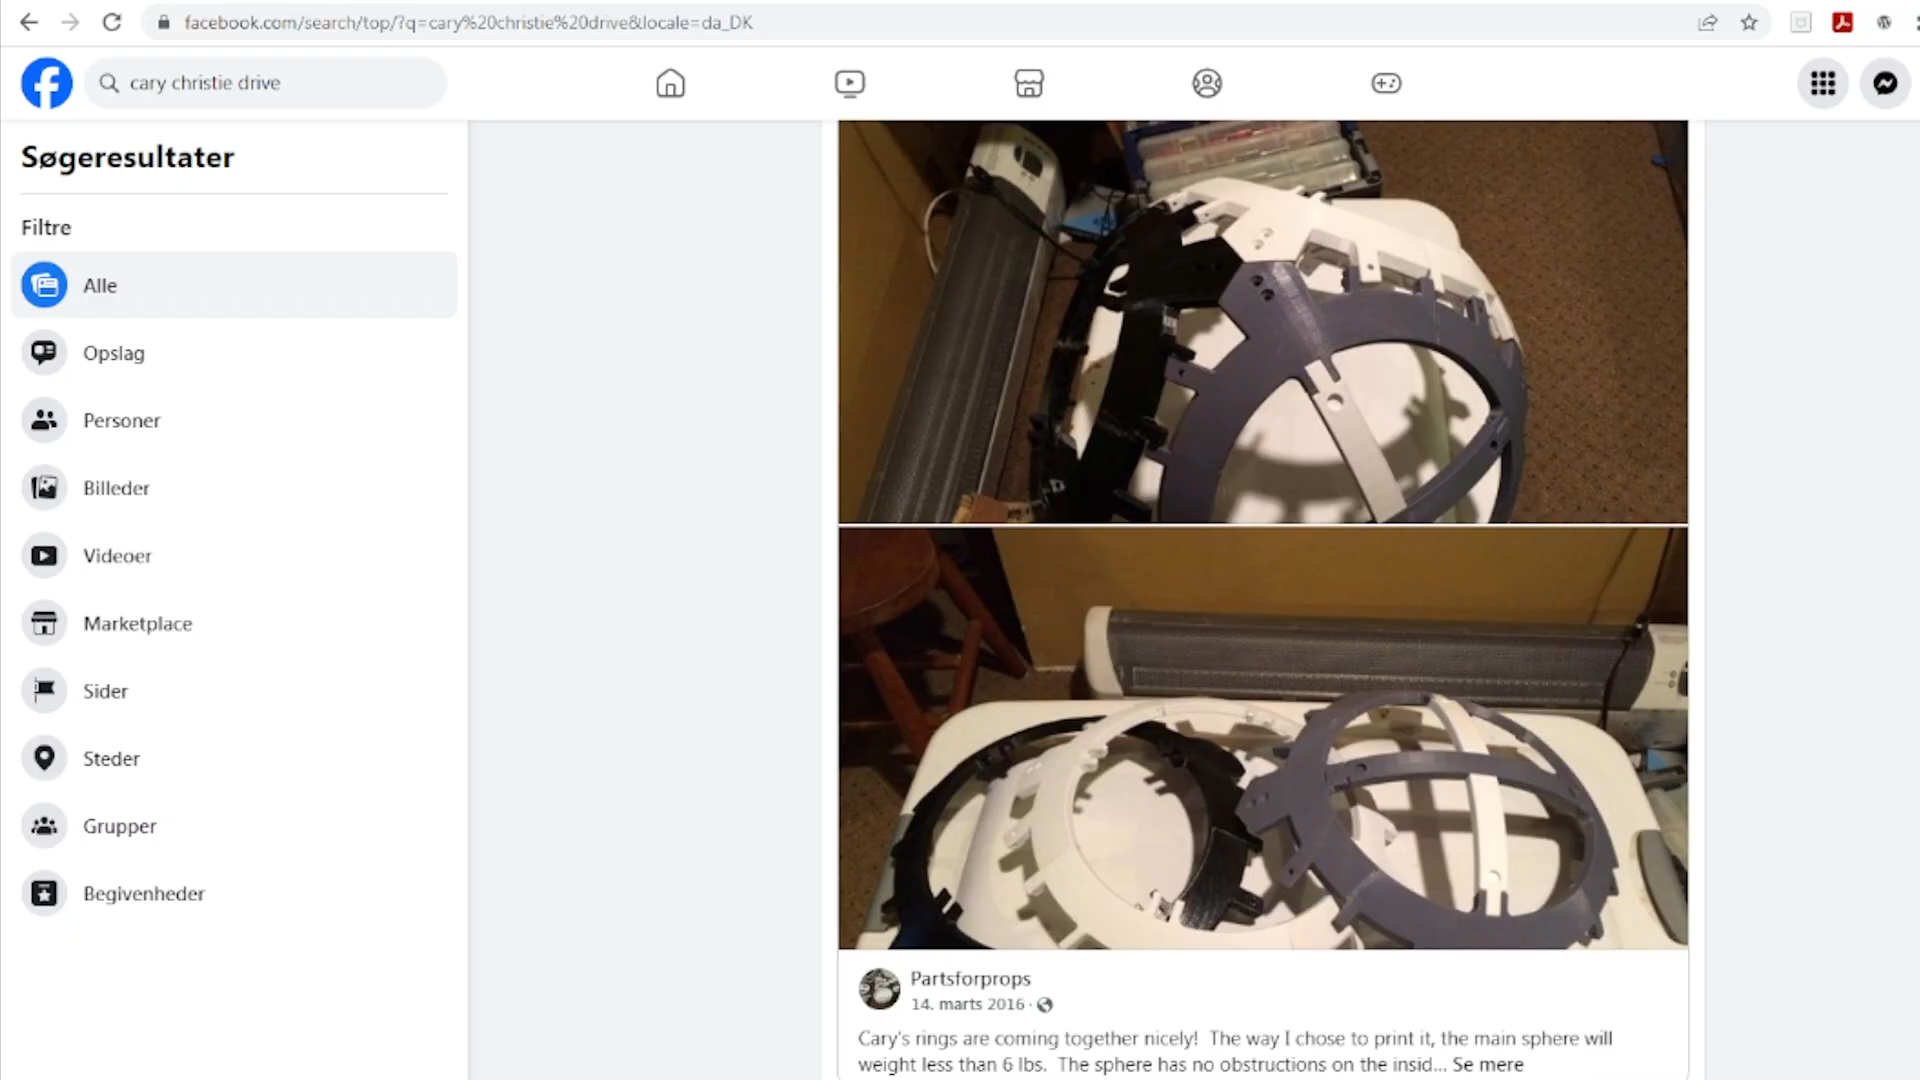 facebook.com/search/top/?q=cary%20christie%20drive&locale=da_DK
cary christie drive
Søgeresultater
Filtre
Alle
Opslag
Personer
Billeder
Videoer
Marketplace
Sider
Steder
Grupper
Begivenheder
Partsforprops
14. marts 2016 ·
Cary's rings are coming together nicely! The way I chose to print it, the main sphere will
weight less than 6 lbs. The sphere has no obstructions on the insid... Se mere